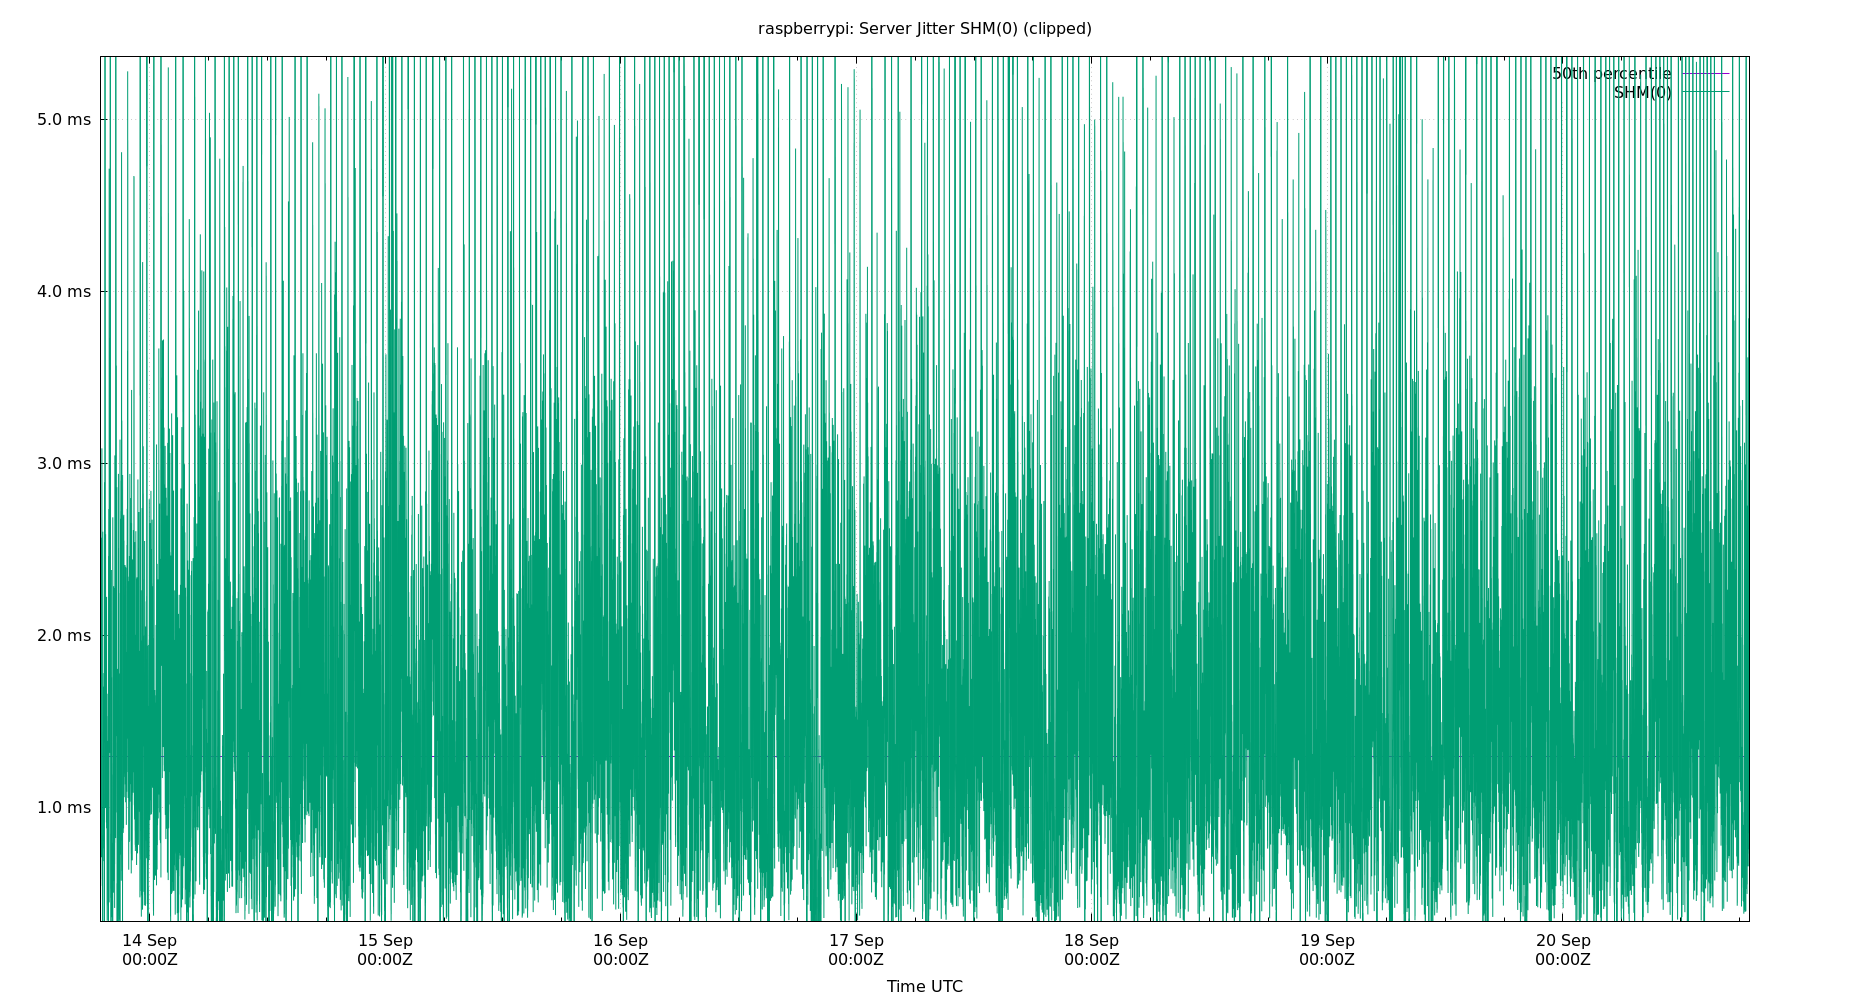 raspberrypi: Server Jitter SHM(0) (clipped)
50th percentile
SHM(0)
5.0 ms
4.0 ms
3.0 ms
2.0 ms
1.0 ms
14 Sep 15 Sep 16 Sep 17 Sep 18 Sep 19 Sep 20 Sep
00:00Z 00:00Z 00:00Z 00:00Z 00:00Z 00:00Z 00:00Z
Time UTC